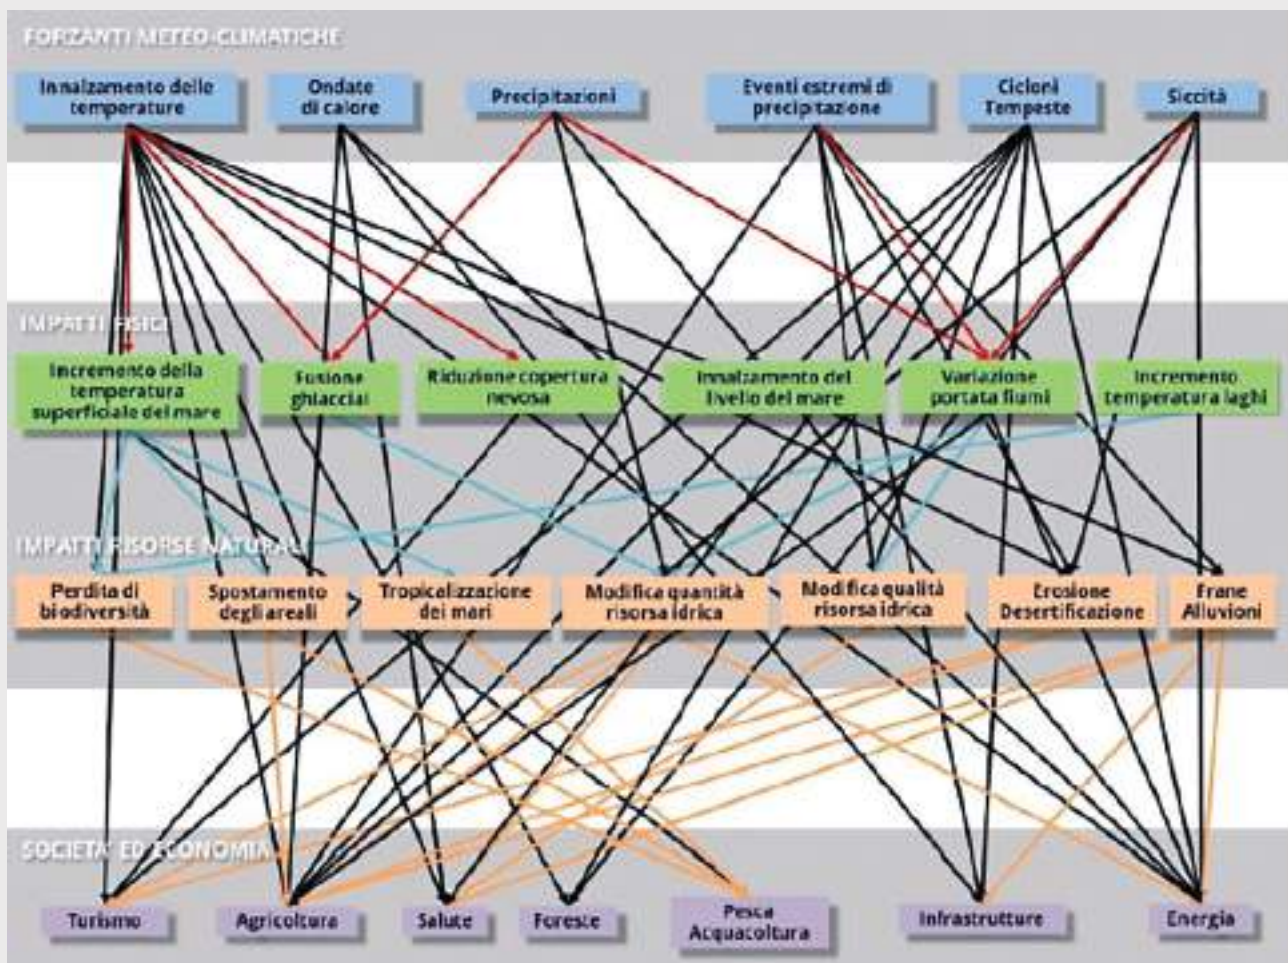 FORZANTI METEO-CLIMATICHE
Innalzamento delle
temperature
Ondate
di calore
Precipitazioni
Eventi estremi di
precipitazione
Cicloni
Tempeste
Siccità
IMPATTI FISICI
Incremento della
temperatura
superficiale del mare
Fusione
ghiacciai
Riduzione copertura
nevosa
Innalzamento del
livello del mare
Variazione
portata fiumi
Incremento
temperatura laghi
IMPATTI RISORSE NATURALI
Perdita di
biodiversità
Spostamento
degli areali
Tropicalizzazione
dei mari
Modifica quantità
risorsa idrica
Modifica qualità
risorsa idrica
Erosione
Desertificazione
Frane
Alluvioni
SOCIETA' ED ECONOMIA
Turismo
Agricoltura
Salute
Foreste
Pesca
Acquacoltura
Infrastrutture
Energia